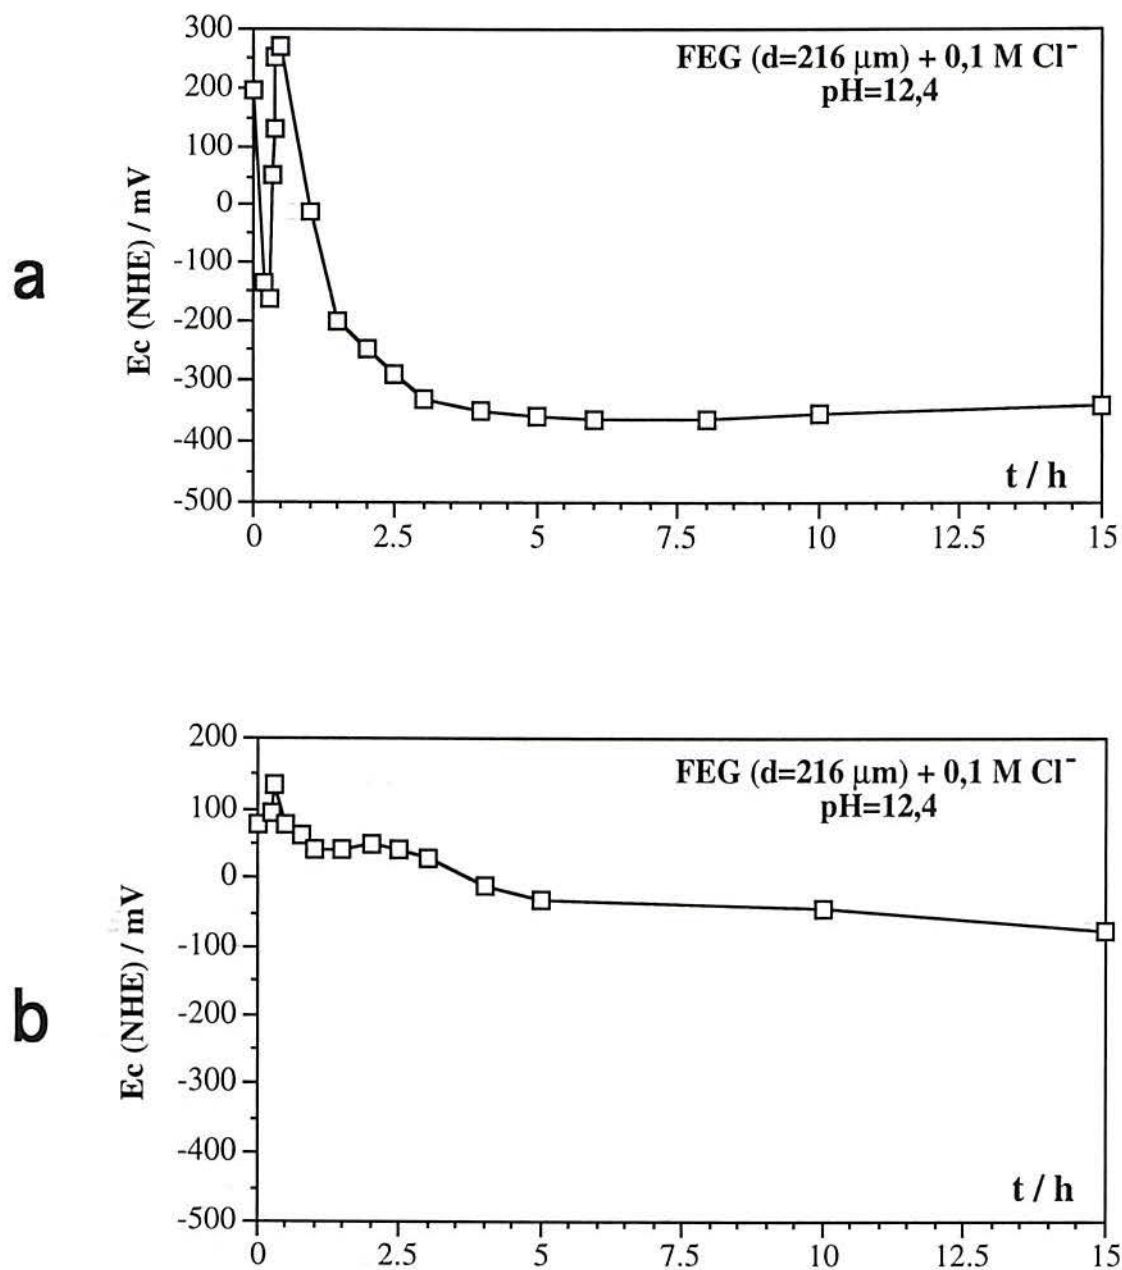 a
300
200
100
0
-100
-200
-300
-400
-500
Ec (NHE) / mV
FEG (d=216 µm) + 0,1 M Cl⁻
pH=12,4
t / h
0 2.5 5 7.5 10 12.5 15
b
200
100
0
-100
-200
-300
-400
-500
Ec (NHE) / mV
FEG (d=216 µm) + 0,1 M Cl⁻
pH=12,4
t / h
0 2.5 5 7.5 10 12.5 15